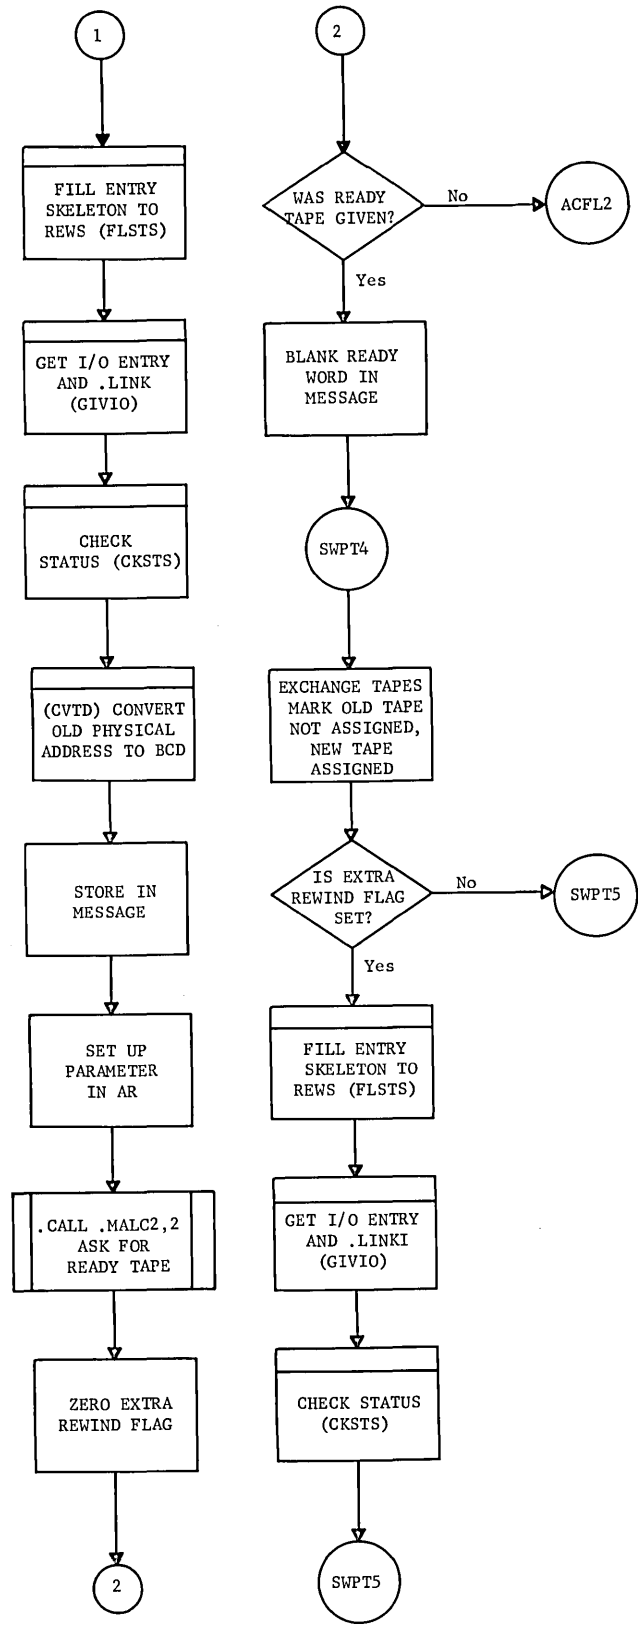 1
FILL ENTRY
SKELETON TO
REWS (FLSTS)
GET I/O ENTRY
AND .LINK
(GIVIO)
CHECK
STATUS (CKSTS)
(CVTD) CONVERT
OLD PHYSICAL
ADDRESS TO BCD
STORE IN
MESSAGE
SET UP
PARAMETER
IN AR
.CALL .MALC2,2
ASK FOR
READY TAPE
ZERO EXTRA
REWIND FLAG
2
2
WAS READY
TAPE GIVEN?
No
ACFL2
Yes
BLANK READY
WORD IN
MESSAGE
SWPT4
EXCHANGE TAPES
MARK OLD TAPE
NOT ASSIGNED,
NEW TAPE
ASSIGNED
IS EXTRA
REWIND FLAG
SET?
No
SWPT5
Yes
FILL ENTRY
SKELETON TO
REWS (FLSTS)
GET I/O ENTRY
AND .LINKI
(GIVIO)
CHECK STATUS
(CKSTS)
SWPT5